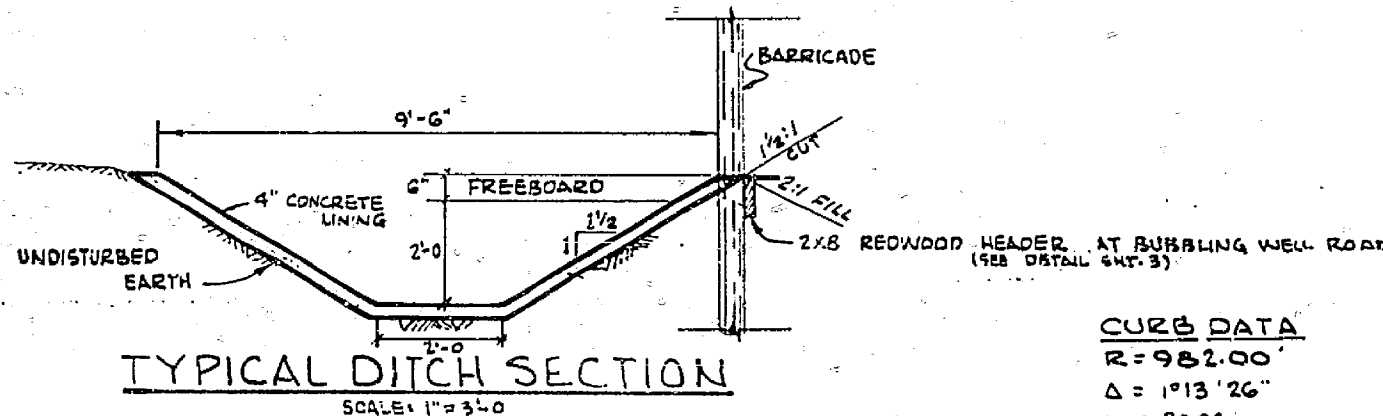 BARRICADE
9'-6"
1½:1
CUT
6"
FREEBOARD
2:1 FILL
4" CONCRETE
LINING
1½
1
2'-0
2X8 REDWOOD HEADER AT BUBBLING WELL ROAD
(SEE DETAIL SHT. 3)
UNDISTURBED
EARTH
2'-0
TYPICAL DITCH SECTION
SCALE: 1"=3'-0
CURB DATA
R = 982.00'
Δ = 1°13'26"